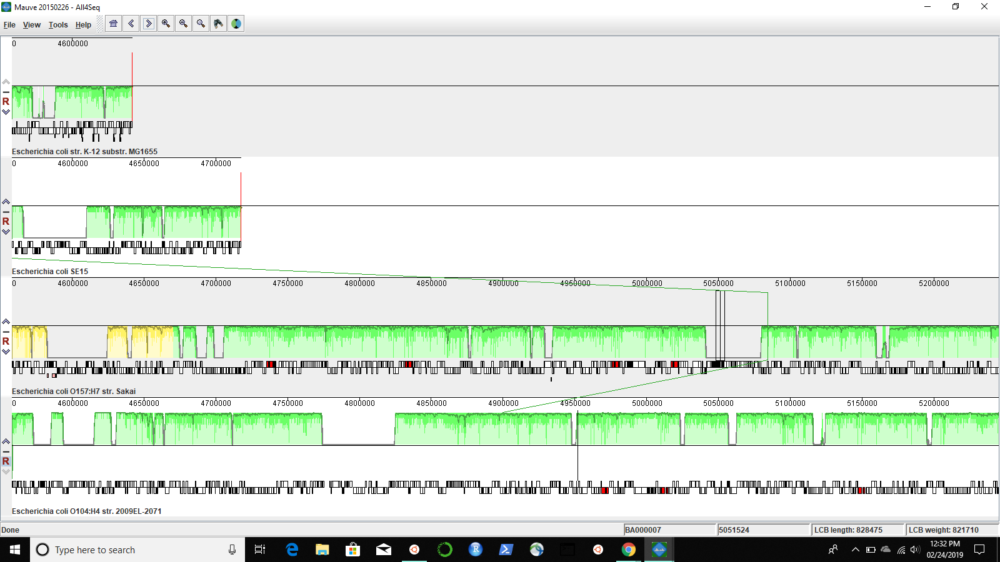 Mauve 20150226 - All4Seq
File View Tools Help
0 4600000
R
Escherichia coli str. K-12 substr. MG1655
0 4600000 4650000 4700000
R
Escherichia coli SE15
0 4600000 4650000 4700000 4750000 4800000 4850000 4900000 4950000 5000000 5050000 5100000 5150000 5200000
R
Escherichia coli O157:H7 str. Sakai
0 4600000 4650000 4700000 4750000 4800000 4850000 4900000 4950000 5000000 5050000 5100000 5150000 5200000
R
Escherichia coli O104:H4 str. 2009EL-2071
Done BA000007 5051524 LCB length: 828475 LCB weight: 821710
Type here to search
R
12:32 PM
02/24/2019